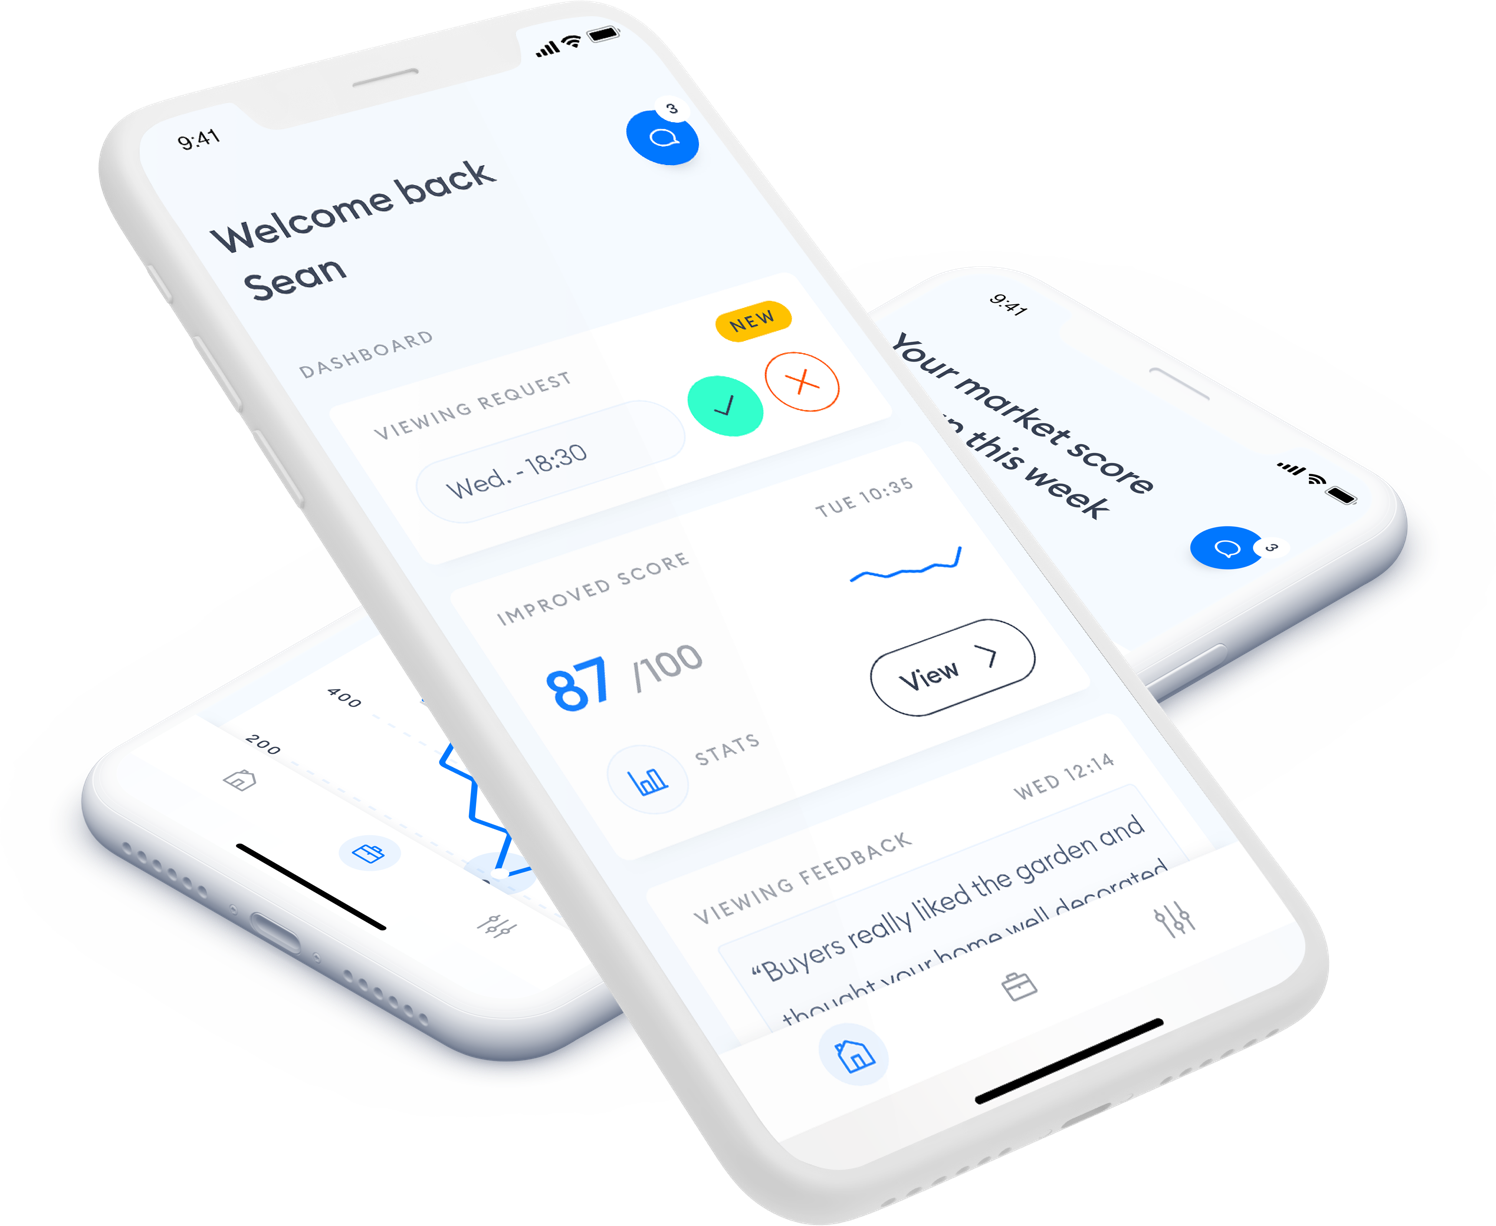 9:41
3
Welcome back
Sean
DASHBOARD
NEW
VIEWING REQUEST
Wed. - 18:30
TUE 10:35
IMPROVED SCORE
87 /100
View
STATS
WED 12:14
VIEWING FEEDBACK
“Buyers really liked the garden and
thought your home well decorated
9:41
Your market score
this week
3
400
200